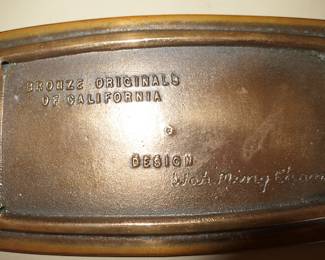 BRONZE ORIGINALS
OF CALIFORNIA
DESIGN
Wah Ming Chang